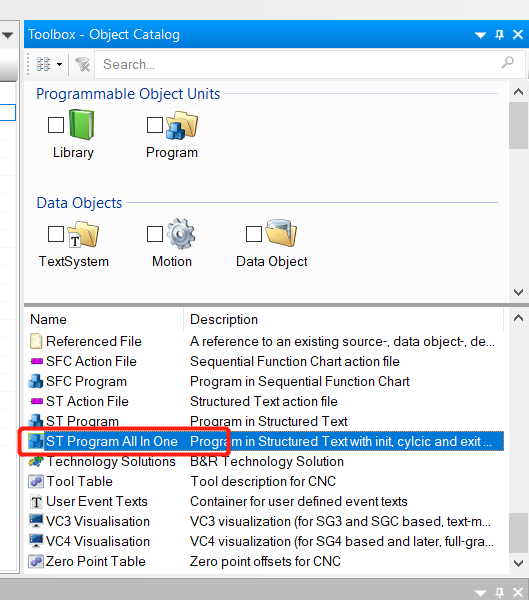 Toolbox - Object Catalog
Search...
Programmable Object Units
Library Program
Data Objects
T
TextSystem Motion Data Object
Name Description
Referenced File A reference to an existing source-, data object-, de...
SFC Action File Sequential Function Chart action file
SFC Program Program in Sequential Function Chart
ST Action File Structured Text action file
ST Program Program in Structured Text
ST Program All In One Program in Structured Text with init, cylcic and exit ...
Technology Solutions B&R Technology Solution
Tool Table Tool description for CNC
T User Event Texts Container for user defined event texts
VC3 Visualisation VC3 visualization (for SG3 and SGC based, text-m...
VC4 Visualisation VC4 visualization (for SG4 based and later, full-gra...
Zero Point Table Zero point offsets for CNC